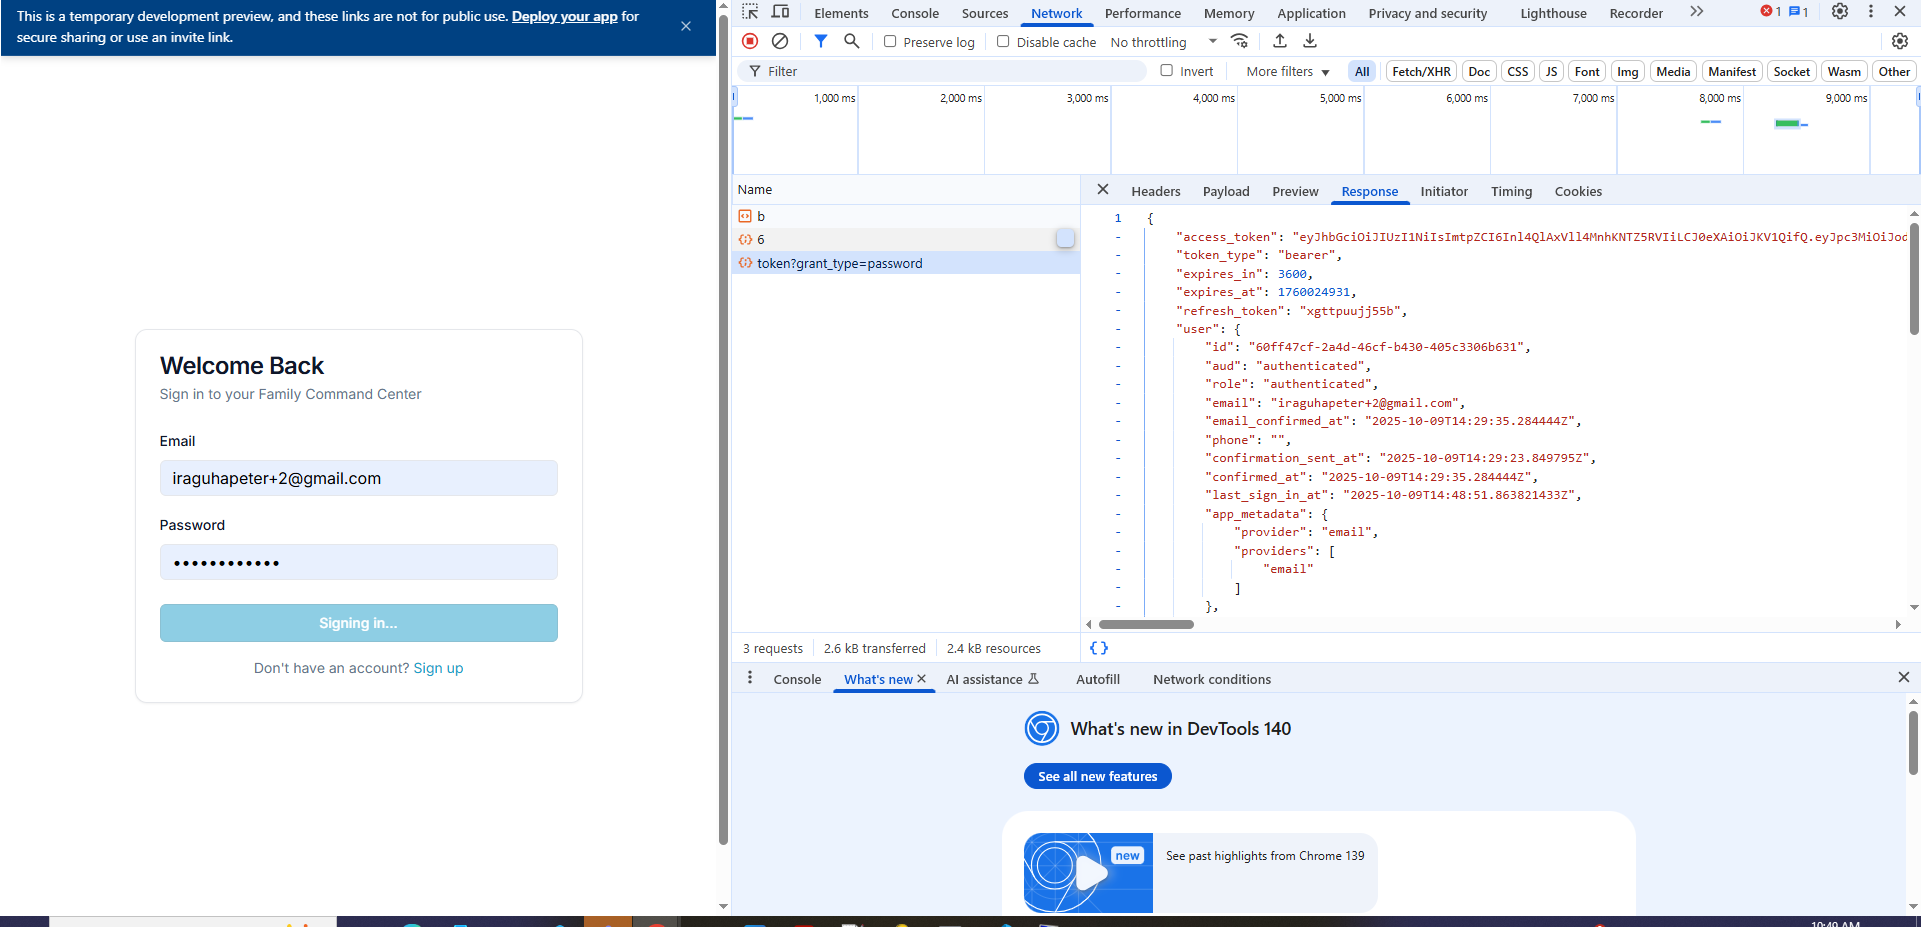 This is a temporary development preview, and these links are not for public use. Deploy your app for
secure sharing or use an invite link.
Welcome Back
Sign in to your Family Command Center
Email
iraguhapeter+2@gmail.com
Password
••••••••••••
Signing in...
Don't have an account? Sign up
Elements Console Sources Network Performance Memory Application Privacy and security Lighthouse Recorder 1 1
Preserve log Disable cache No throttling
Filter Invert More filters All Fetch/XHR Doc CSS JS Font Img Media Manifest Socket Wasm Other
1,000 ms 2,000 ms 3,000 ms 4,000 ms 5,000 ms 6,000 ms 7,000 ms 8,000 ms 9,000 ms
Name
b
6
token?grant_type=password
3 requests 2.6 kB transferred 2.4 kB resources
Headers Payload Preview Response Initiator Timing Cookies
1 {
- "access_token": "eyJhbGciOiJIUzI1NiIsImtpZCI6Inl4QlAxVll4MnhKNTZ5RVIiLCJ0eXAiOiJKV1QifQ.eyJpc3MiOiJod
- "token_type": "bearer",
- "expires_in": 3600,
- "expires_at": 1760024931,
- "refresh_token": "xgttpuujj55b",
- "user": {
- "id": "60ff47cf-2a4d-46cf-b430-405c3306b631",
- "aud": "authenticated",
- "role": "authenticated",
- "email": "iraguhapeter+2@gmail.com",
- "email_confirmed_at": "2025-10-09T14:29:35.284444Z",
- "phone": "",
- "confirmation_sent_at": "2025-10-09T14:29:23.849795Z",
- "confirmed_at": "2025-10-09T14:29:35.284444Z",
- "last_sign_in_at": "2025-10-09T14:48:51.863821433Z",
- "app_metadata": {
- "provider": "email",
- "providers": [
- "email"
- ]
- },
{}
Console What's new AI assistance Autofill Network conditions
What's new in DevTools 140
See all new features
new
See past highlights from Chrome 139
10:49 AM